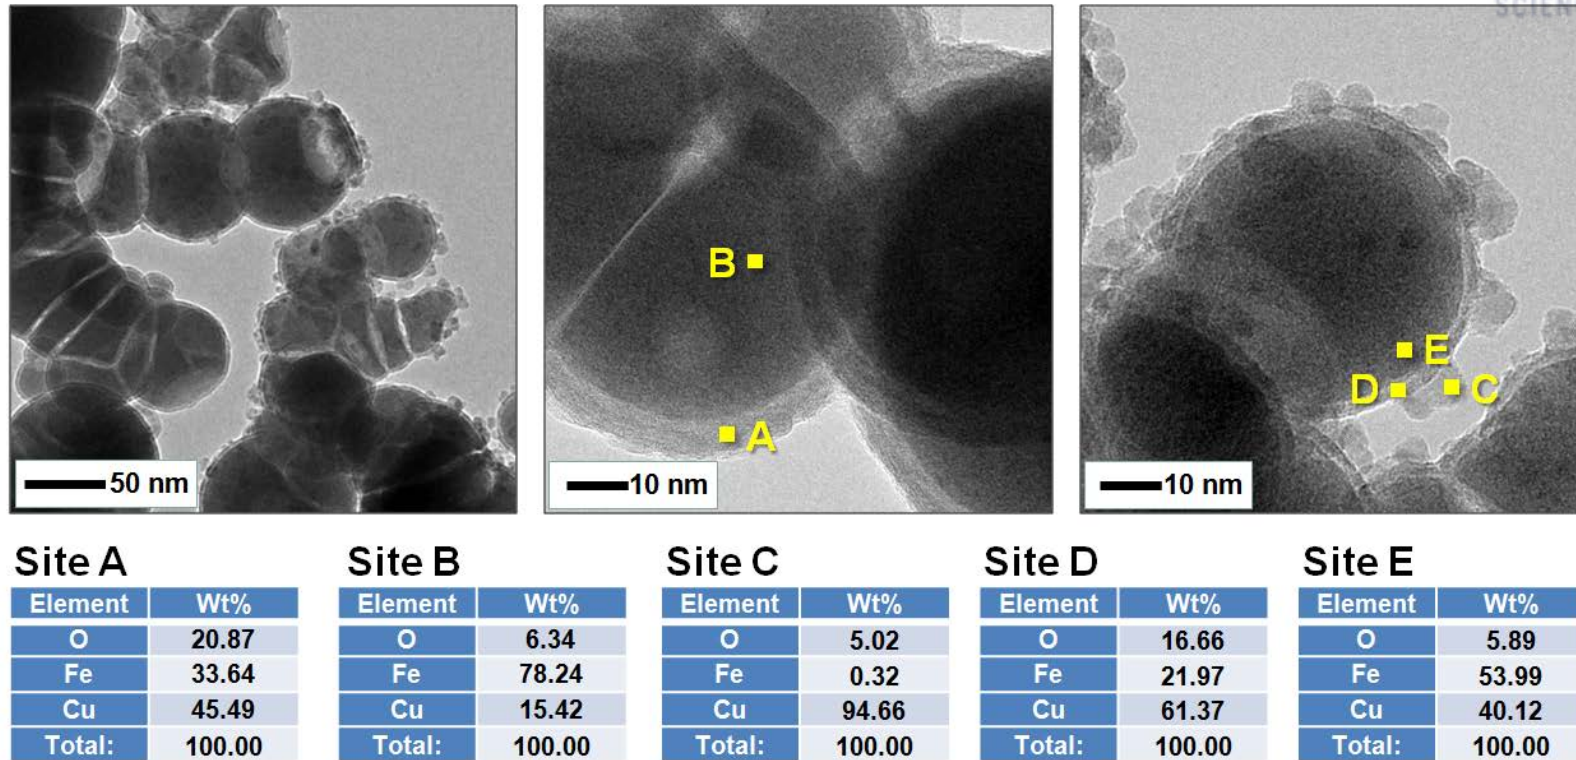 50 nm
B
A
10 nm
E
D
C
10 nm
Site A
Element Wt%
O 20.87
Fe 33.64
Cu 45.49
Total: 100.00
Site B
Element Wt%
O 6.34
Fe 78.24
Cu 15.42
Total: 100.00
Site C
Element Wt%
O 5.02
Fe 0.32
Cu 94.66
Total: 100.00
Site D
Element Wt%
O 16.66
Fe 21.97
Cu 61.37
Total: 100.00
Site E
Element Wt%
O 5.89
Fe 53.99
Cu 40.12
Total: 100.00